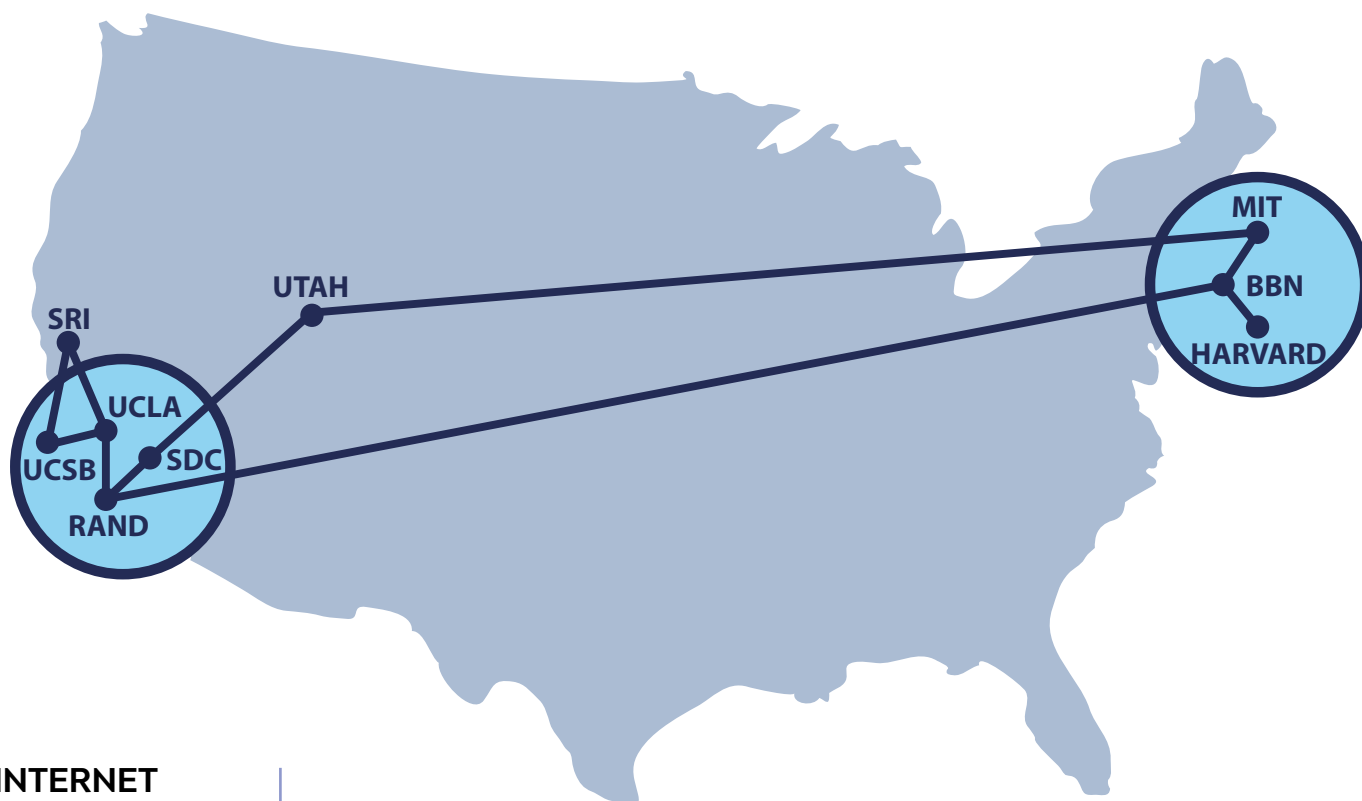 MIT
UTAH
BBN
SRI
HARVARD
UCLA
SDC
UCSB
RAND
INTERNET